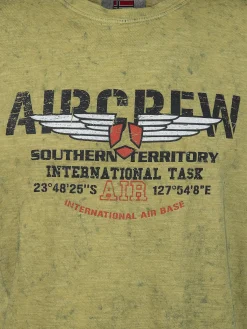 AIRCREW
SOUTHERN TERRITORY
INTERNATIONAL TASK
23°48'25"S AIR 127°54'8"E
INTERNATIONAL AIR BASE